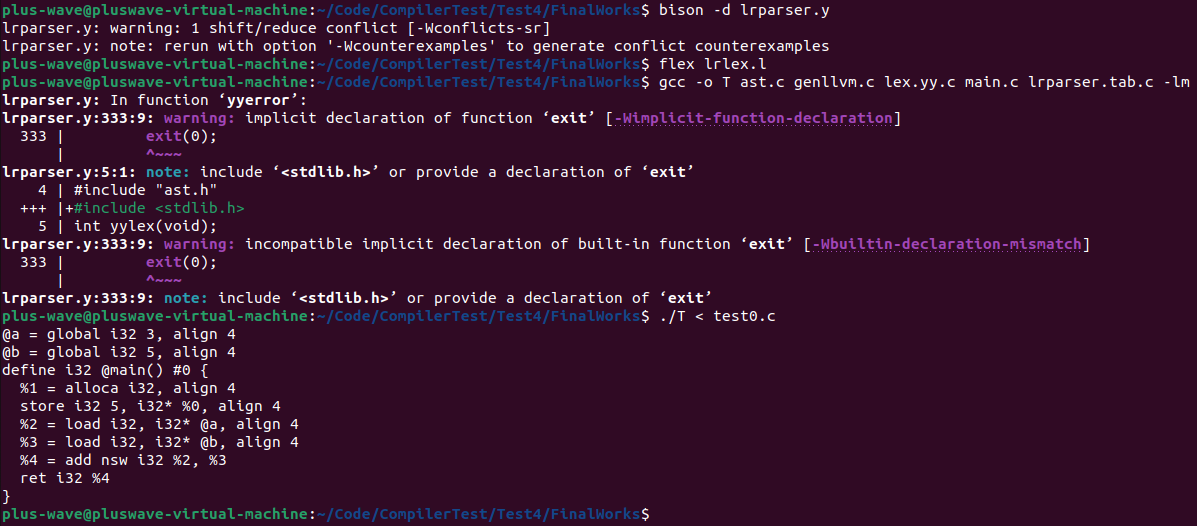 plus-wave@pluswave-virtual-machine:~/Code/CompilerTest/Test4/FinalWorks$ bison -d lrparser.y
lrparser.y: warning: 1 shift/reduce conflict [-Wconflicts-sr]
lrparser.y: note: rerun with option '-Wcounterexamples' to generate conflict counterexamples
plus-wave@pluswave-virtual-machine:~/Code/CompilerTest/Test4/FinalWorks$ flex lrlex.l
plus-wave@pluswave-virtual-machine:~/Code/CompilerTest/Test4/FinalWorks$ gcc -o T ast.c genllvm.c lex.yy.c main.c lrparser.tab.c -lm
lrparser.y: In function ‘yyerror’:
lrparser.y:333:9: warning: implicit declaration of function ‘exit’ [-Wimplicit-function-declaration]
  333 |         exit(0);
      |         ^~~~
lrparser.y:5:1: note: include ‘<stdlib.h>’ or provide a declaration of ‘exit’
    4 | #include "ast.h"
  +++ |+#include <stdlib.h>
    5 | int yylex(void);
lrparser.y:333:9: warning: incompatible implicit declaration of built-in function ‘exit’ [-Wbuiltin-declaration-mismatch]
  333 |         exit(0);
      |         ^~~~
lrparser.y:333:9: note: include ‘<stdlib.h>’ or provide a declaration of ‘exit’
plus-wave@pluswave-virtual-machine:~/Code/CompilerTest/Test4/FinalWorks$ ./T < test0.c
@a = global i32 3, align 4
@b = global i32 5, align 4
define i32 @main() #0 {
  %1 = alloca i32, align 4
  store i32 5, i32* %0, align 4
  %2 = load i32, i32* @a, align 4
  %3 = load i32, i32* @b, align 4
  %4 = add nsw i32 %2, %3
  ret i32 %4
}
plus-wave@pluswave-virtual-machine:~/Code/CompilerTest/Test4/FinalWorks$